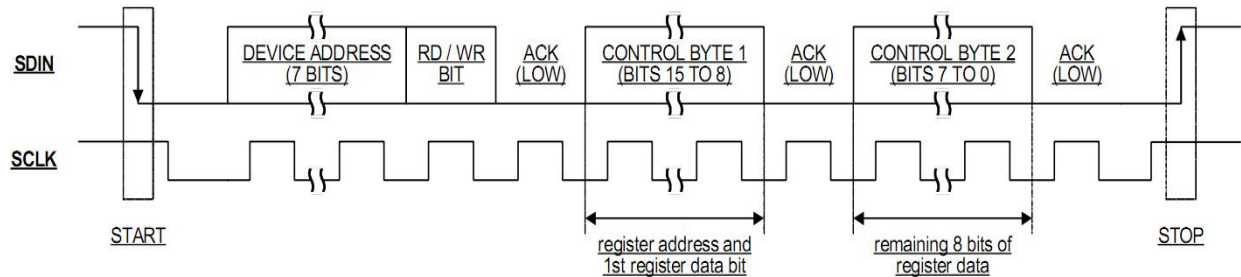 SDIN
DEVICE ADDRESS
(7 BITS)
RD / WR
BIT
ACK
(LOW)
CONTROL BYTE 1
(BITS 15 TO 8)
ACK
(LOW)
CONTROL BYTE 2
(BITS 7 TO 0)
ACK
(LOW)
SCLK
START
register address and
1st register data bit
remaining 8 bits of
register data
STOP